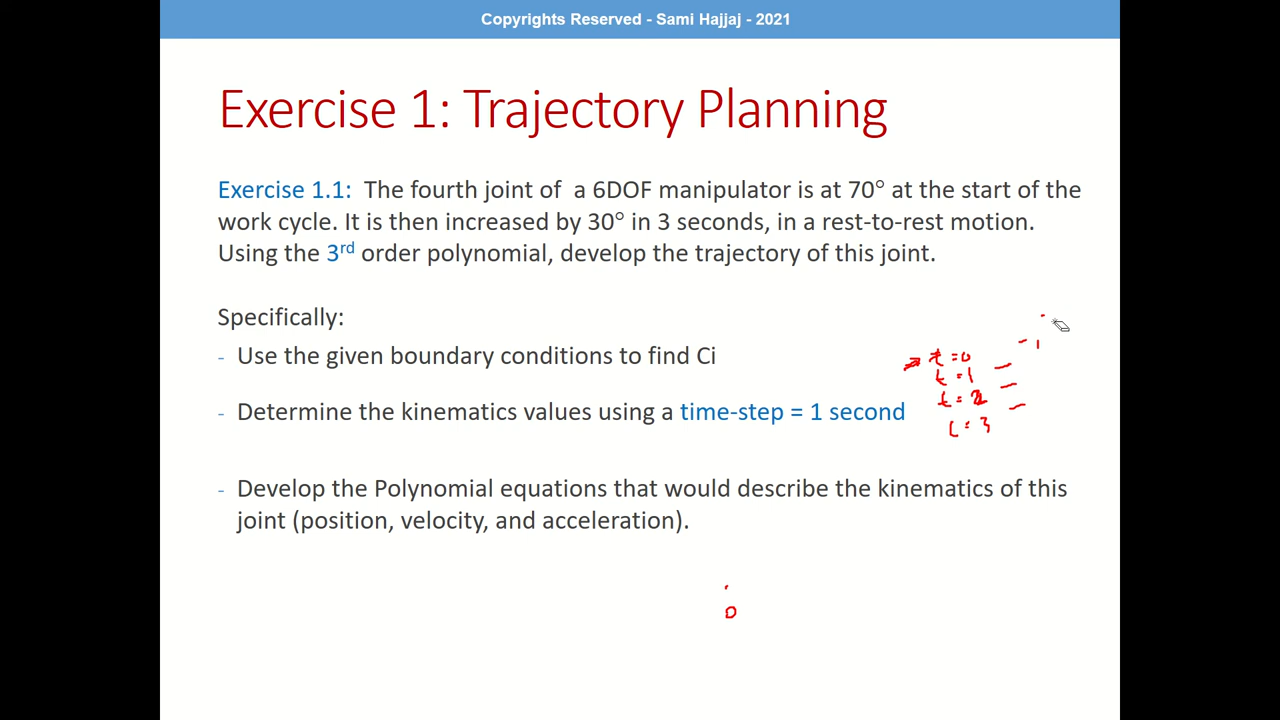 Copyrights Reserved - Sami Hajjaj - 2021
Exercise 1: Trajectory Planning
Exercise 1.1: The fourth joint of a 6DOF manipulator is at 70° at the start of the
work cycle. It is then increased by 30° in 3 seconds, in a rest-to-rest motion.
Using the 3rd order polynomial, develop the trajectory of this joint.
Specifically:
- Use the given boundary conditions to find Ci
t=0
t=1
- Determine the kinematics values using a time-step = 1 second
t=2
t=3
- Develop the Polynomial equations that would describe the kinematics of this
joint (position, velocity, and acceleration).
0